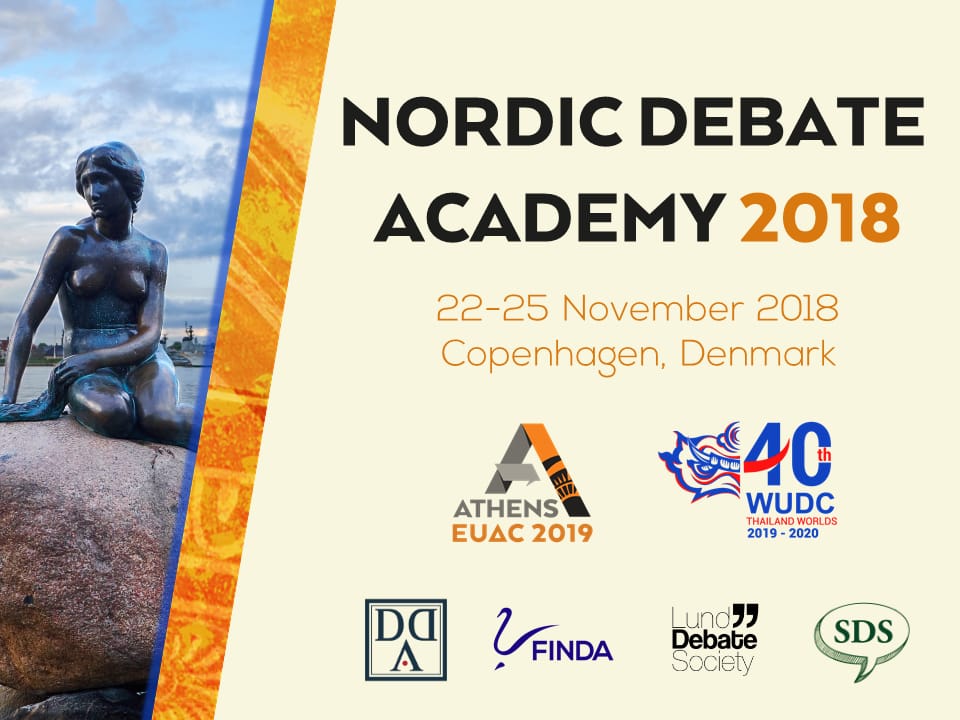 NORDIC DEBATE
ACADEMY 2018
22-25 November 2018
Copenhagen, Denmark
ATHENS
EUAC 2019
40th
WUDC
THAILAND WORLDS
2019 - 2020
DDA
FINDA
Lund
Debate
Society
SDS